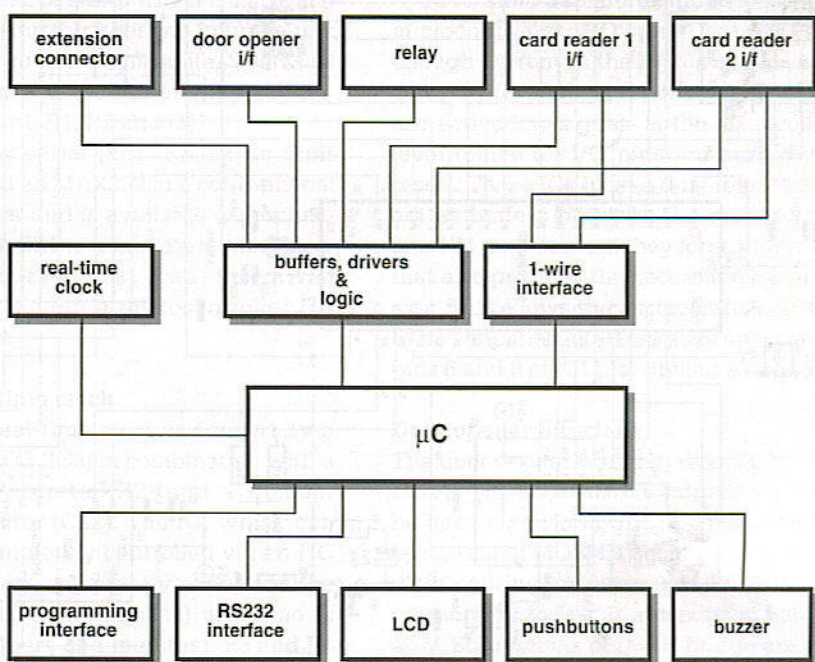 extension
connector
door opener
i/f
relay
card reader 1
i/f
card reader
2 i/f
real-time
clock
buffers, drivers
&
logic
1-wire
interface
μC
programming
interface
RS232
interface
LCD
pushbuttons
buzzer